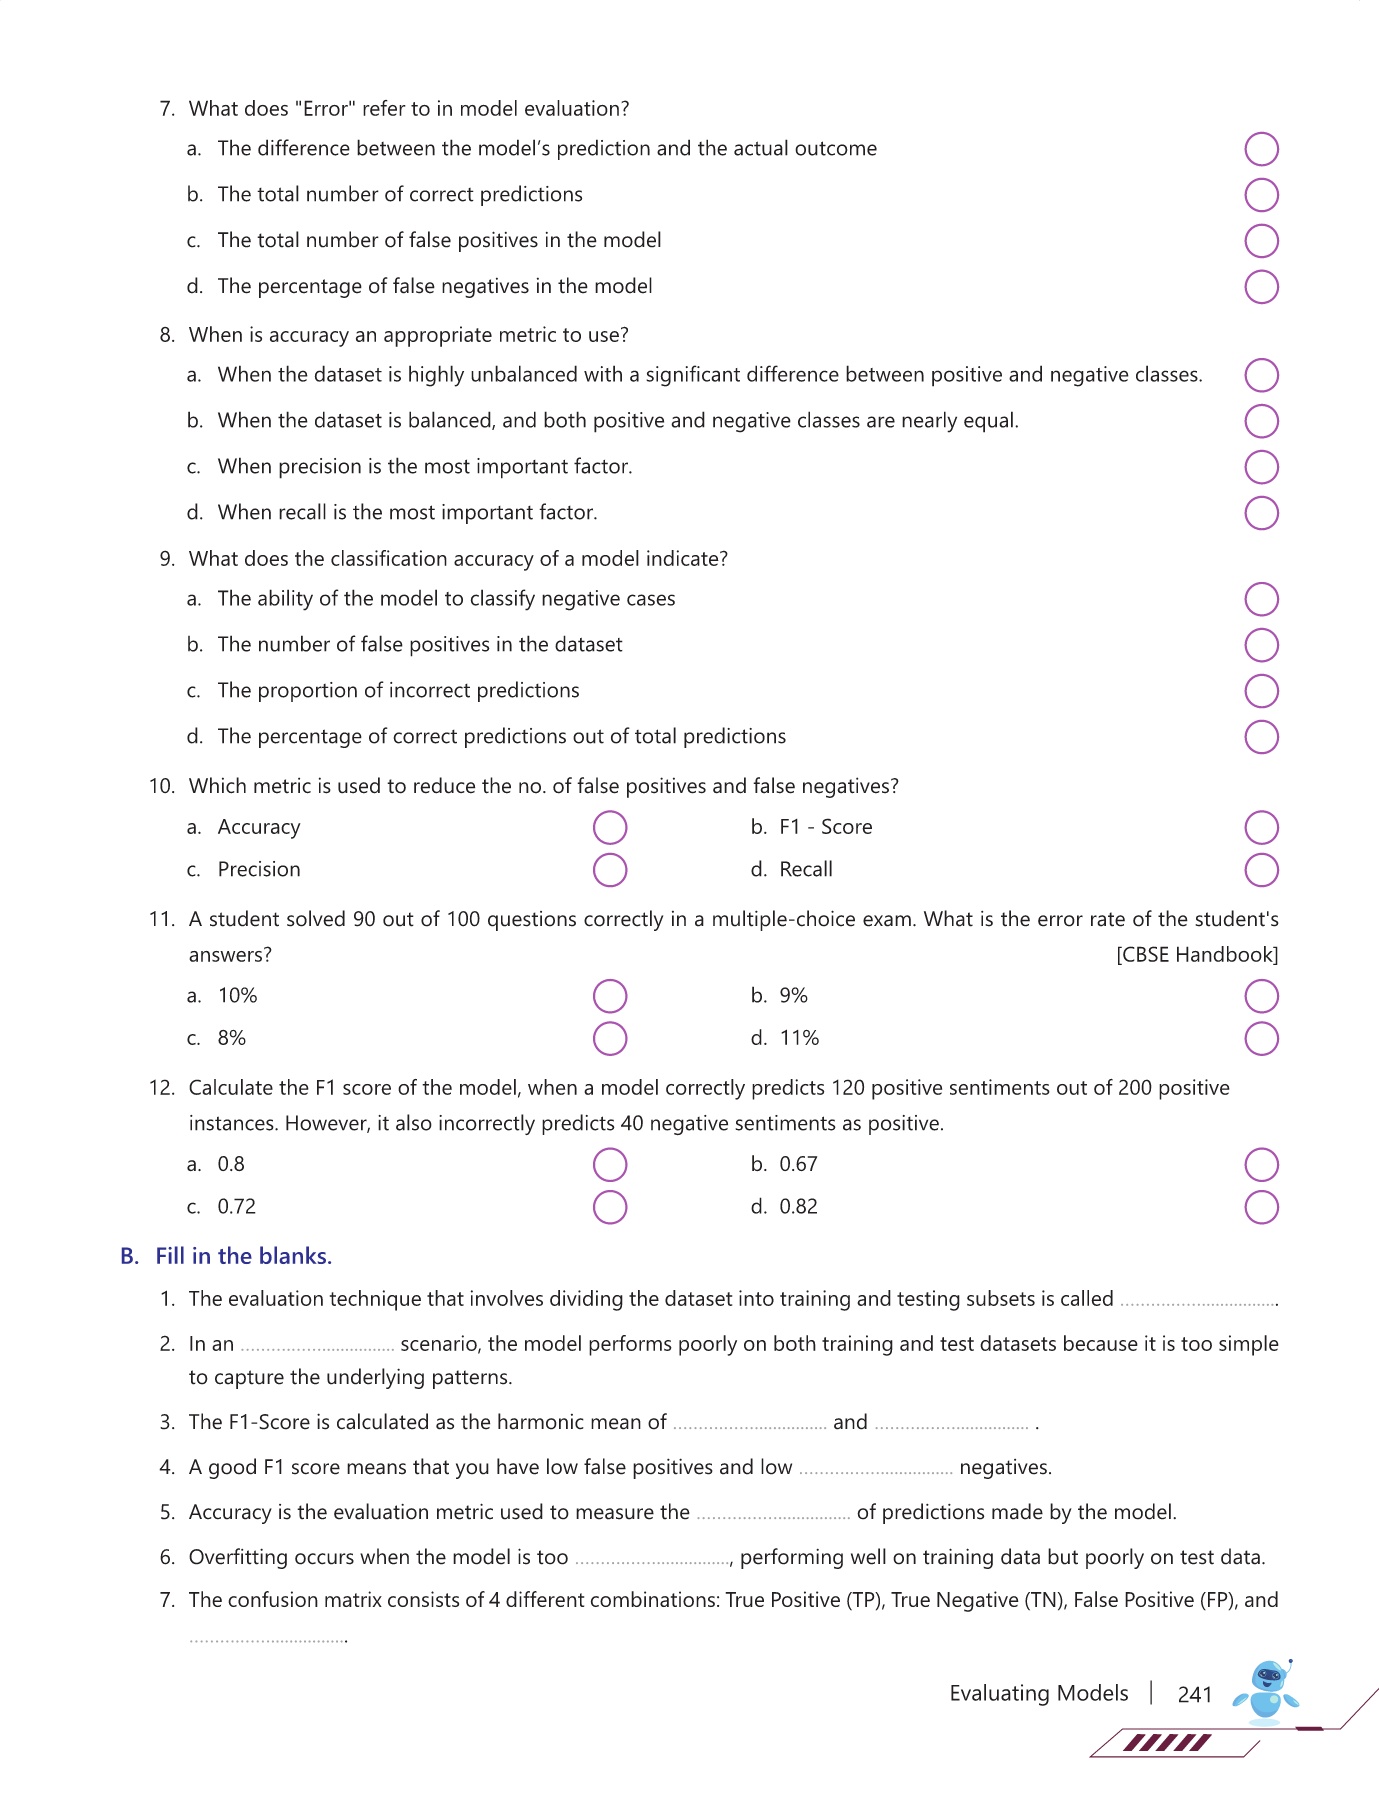 7. What does "Error" refer to in model evaluation?
a. The difference between the model’s prediction and the actual outcome
b. The total number of correct predictions
c. The total number of false positives in the model
d. The percentage of false negatives in the model
8. When is accuracy an appropriate metric to use?
a. When the dataset is highly unbalanced with a significant difference between positive and negative classes.
b. When the dataset is balanced, and both positive and negative classes are nearly equal.
c. When precision is the most important factor.
d. When recall is the most important factor.
9. What does the classification accuracy of a model indicate?
a. The ability of the model to classify negative cases
b. The number of false positives in the dataset
c. The proportion of incorrect predictions
d. The percentage of correct predictions out of total predictions
10. Which metric is used to reduce the no. of false positives and false negatives?
a. Accuracy b. F1 - Score
c. Precision d. Recall
11. A student solved 90 out of 100 questions correctly in a multiple-choice exam. What is the error rate of the student's
answers? [CBSE Handbook]
a. 10% b. 9%
c. 8% d. 11%
12. Calculate the F1 score of the model, when a model correctly predicts 120 positive sentiments out of 200 positive
instances. However, it also incorrectly predicts 40 negative sentiments as positive.
a. 0.8 b. 0.67
c. 0.72 d. 0.82
B. Fill in the blanks.
1. The evaluation technique that involves dividing the dataset into training and testing subsets is called ................................
2. In an ................................ scenario, the model performs poorly on both training and test datasets because it is too simple
to capture the underlying patterns.
3. The F1-Score is calculated as the harmonic mean of ................................ and ................................ .
4. A good F1 score means that you have low false positives and low ................................ negatives.
5. Accuracy is the evaluation metric used to measure the ................................ of predictions made by the model.
6. Overfitting occurs when the model is too ................................, performing well on training data but poorly on test data.
7. The confusion matrix consists of 4 different combinations: True Positive (TP), True Negative (TN), False Positive (FP), and
................................
Evaluating Models | 241